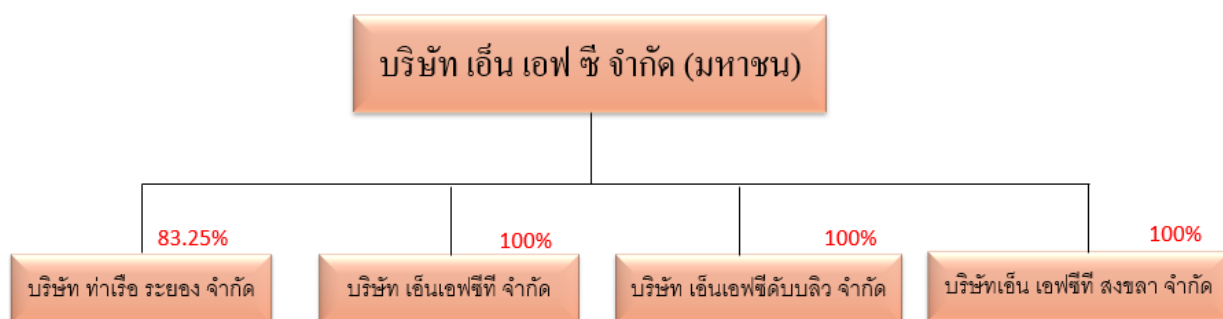 บริษัท เอ็น เอฟ ซี จำกัด (มหาชน)
83.25%
100%
100%
100%
บริษัท ท่าเรือ ระยอง จำกัด
บริษัท เอ็นเอฟซีที จำกัด
บริษัท เอ็นเอฟซีดับบลิว จำกัด
บริษัทเอ็น เอฟซีที สงขลา จำกัด